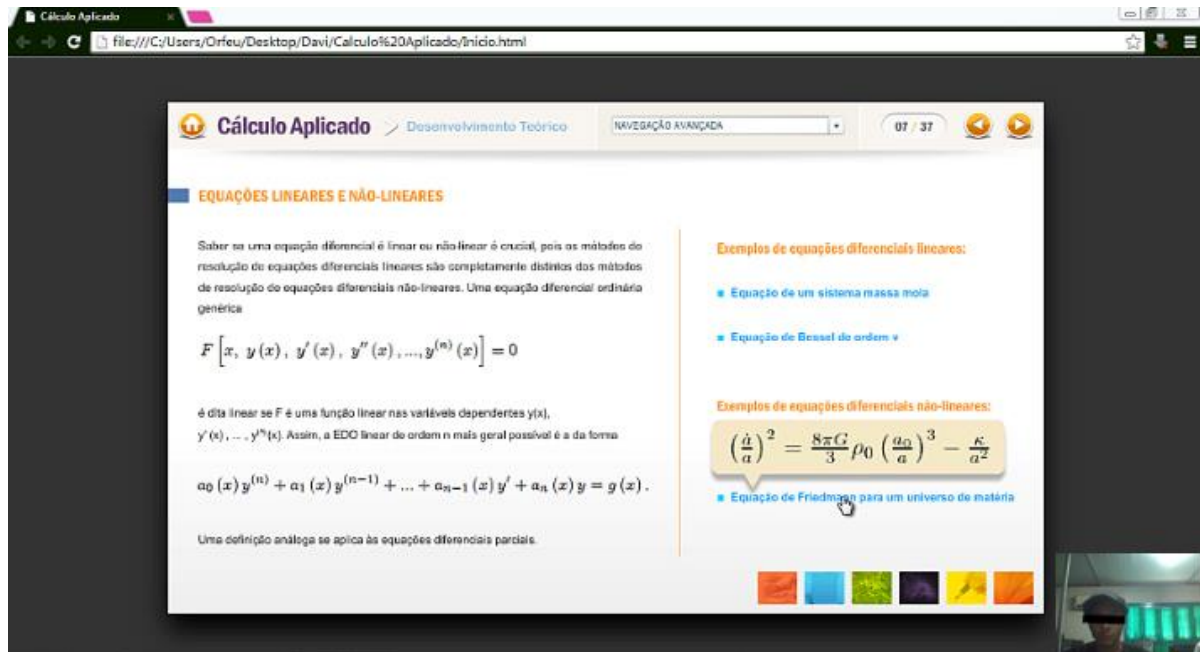 Cálculo Aplicado
file:///C:/Users/Orfeu/Desktop/Davi/Calculo%20Aplicado/Inicio.html
Cálculo Aplicado > Desenvolvimento Teórico
NAVEGAÇÃO AVANÇADA
07 / 37
EQUAÇÕES LINEARES E NÃO-LINEARES
Saber se uma equação diferencial é linear ou não-linear é crucial, pois os métodos de
resolução de equações diferenciais lineares são completamente distintos dos métodos
de resolução de equações diferenciais não-lineares. Uma equação diferencial ordinária
genérica
F [x, y (x), y′ (x), y″ (x), ..., y⁽ⁿ⁾ (x)] = 0
é dita linear se F é uma função linear nas variáveis dependentes y(x),
y'(x) , ... , y⁽ⁿ⁾(x). Assim, a EDO linear de ordem n mais geral possível é a da forma
a₀ (x) y⁽ⁿ⁾ + a₁ (x) y⁽ⁿ⁻¹⁾ + ... + aₙ₋₁ (x) y′ + aₙ (x) y = g (x) .
Uma definição análoga se aplica às equações diferenciais parciais.
Exemplos de equações diferenciais lineares:
Equação de um sistema massa mola
Equação de Bessel de ordem ν
Exemplos de equações diferenciais não-lineares:
(ȧ/a)² = 8πG/3 ρ₀ (a₀/a)³ − κ/a²
Equação de Friedmann para um universo de matéria